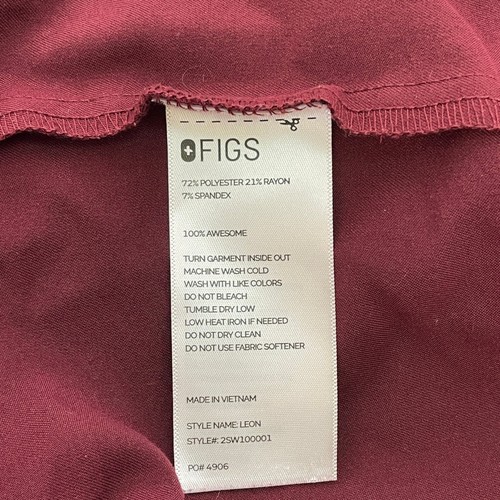 FIGS
72% POLYESTER 21% RAYON
7% SPANDEX
100% AWESOME
TURN GARMENT INSIDE OUT
MACHINE WASH COLD
WASH WITH LIKE COLORS
DO NOT BLEACH
TUMBLE DRY LOW
LOW HEAT IRON IF NEEDED
DO NOT DRY CLEAN
DO NOT USE FABRIC SOFTENER
MADE IN VIETNAM
STYLE NAME: LEON
STYLE#: 2SW100001
PO# 4906